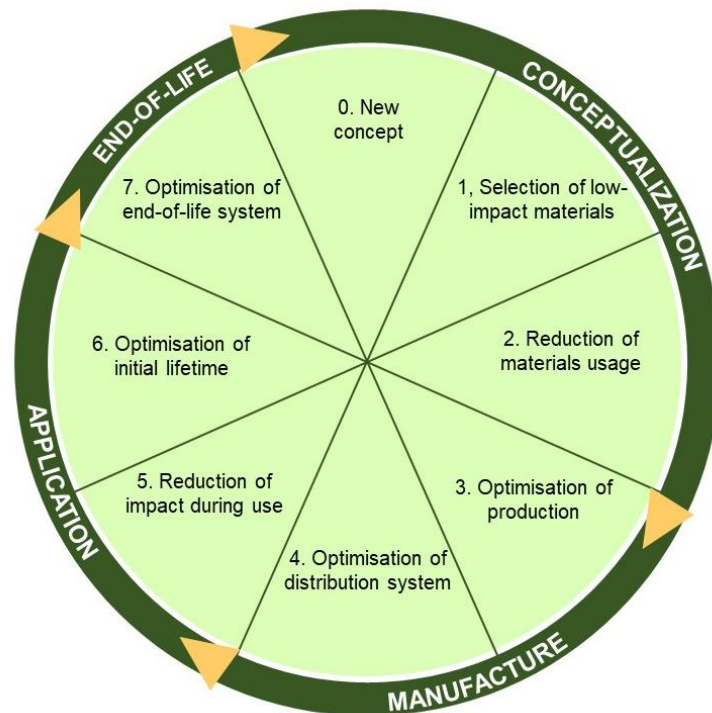 0. New
concept
1, Selection of low-
impact materials
2. Reduction of
materials usage
3. Optimisation of
production
4. Optimisation of
distribution system
5. Reduction of
impact during use
6. Optimisation of
initial lifetime
7. Optimisation of
end-of-life system
CONCEPTUALIZATION
MANUFACTURE
APPLICATION
END-OF-LIFE